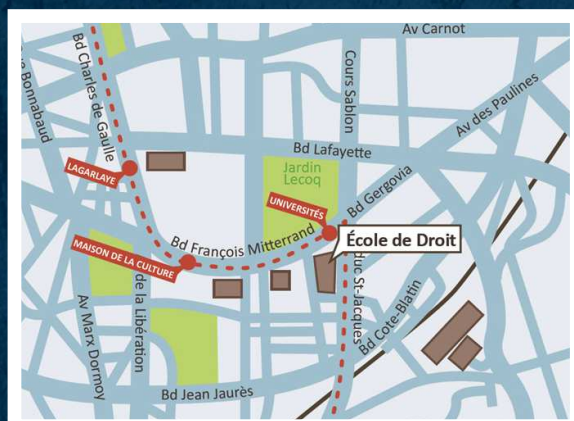 Av Carnot
Bd Charles de Gaulle
Bonnabaud
Cours Sablon
Av des Paulines
Bd Lafayette
LAGARLAYE
Jardin
Lecoq
UNIVERSITÉS
Bd Gergovia
Bd François Mitterrand
École de Droit
MAISON DE LA CULTURE
duc St-Jacques
de la Libération
Av Marx Dormoy
Bd Cote-Blatin
Bd Jean Jaurès